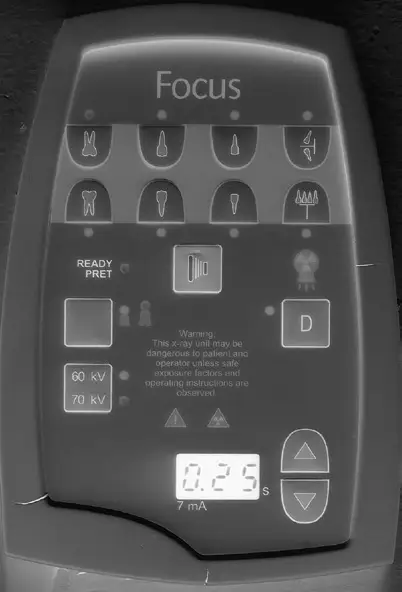 Focus
READY
PRET
D
Warning:
This x-ray unit may be
dangerous to patient and
operator unless safe
exposure factors and
operating instructions are
observed
60 kV
70 kV
0.25 s
7 mA